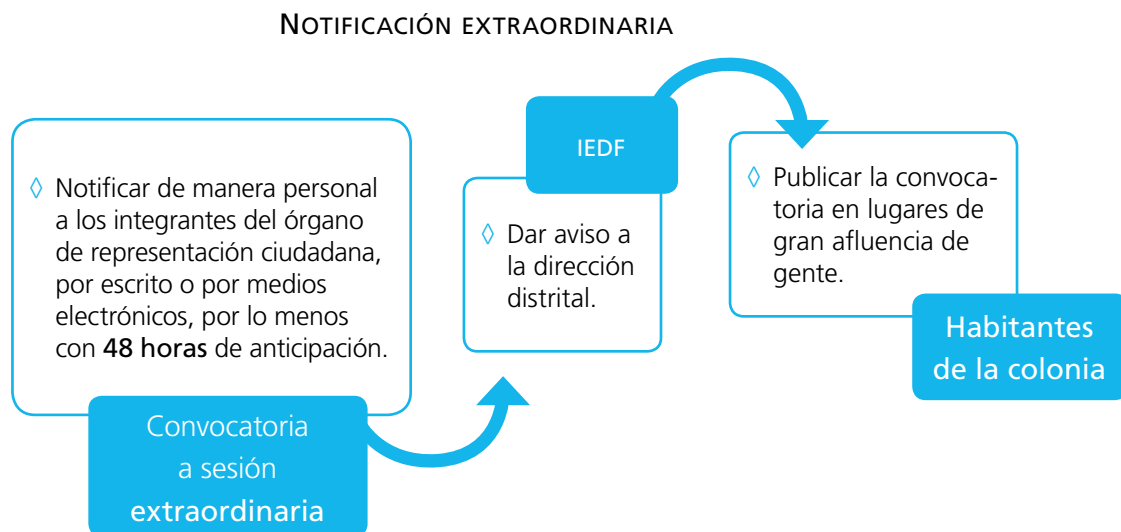 NOTIFICACIÓN EXTRAORDINARIA
◊ Notificar de manera personal
a los integrantes del órgano
de representación ciudadana,
por escrito o por medios
electrónicos, por lo menos
con 48 horas de anticipación.
Convocatoria
a sesión
extraordinaria
IEDF
◊ Dar aviso a
la dirección
distrital.
◊ Publicar la convoca-
toria en lugares de
gran afluencia de
gente.
Habitantes
de la colonia